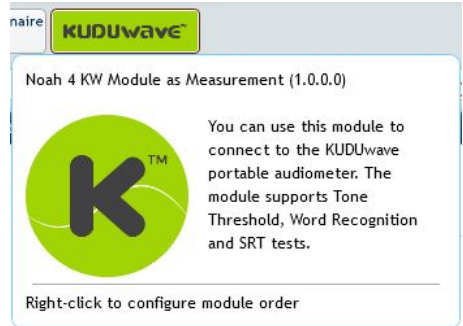 naire
KUDUwave™
Noah 4 KW Module as Measurement (1.0.0.0)
K™
You can use this module to
connect to the KUDUwave
portable audiometer. The
module supports Tone
Threshold, Word Recognition
and SRT tests.
Right-click to configure module order